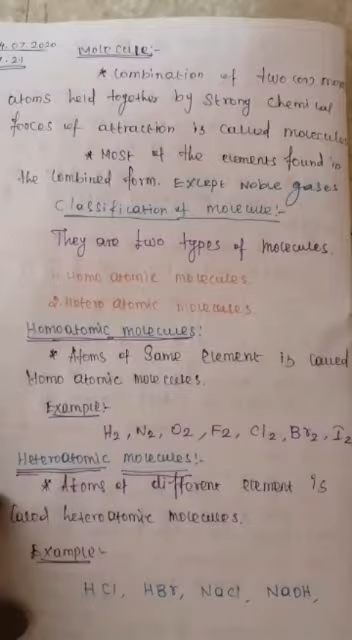 4.07.2020
1.21
Molecule:-
* Combination of two (or) more
atoms held together by strong chemical
forces of attraction is called molecules
* Most of the elements found in
the combined form. Except Noble gases
Classification of molecule:-
They are two types of molecules.
1. Homo atomic molecules.
2. Hetero atomic molecules.
Homoatomic molecules:
* Atoms of same element is called
Homo atomic molecules.
Example:-
H2, N2, O2, F2, Cl2, Br2, I2
Heteroatomic molecules:-
* Atoms of different element is
called heteroatomic molecules.
Example:-
HCl, HBr, NaCl, NaOH,